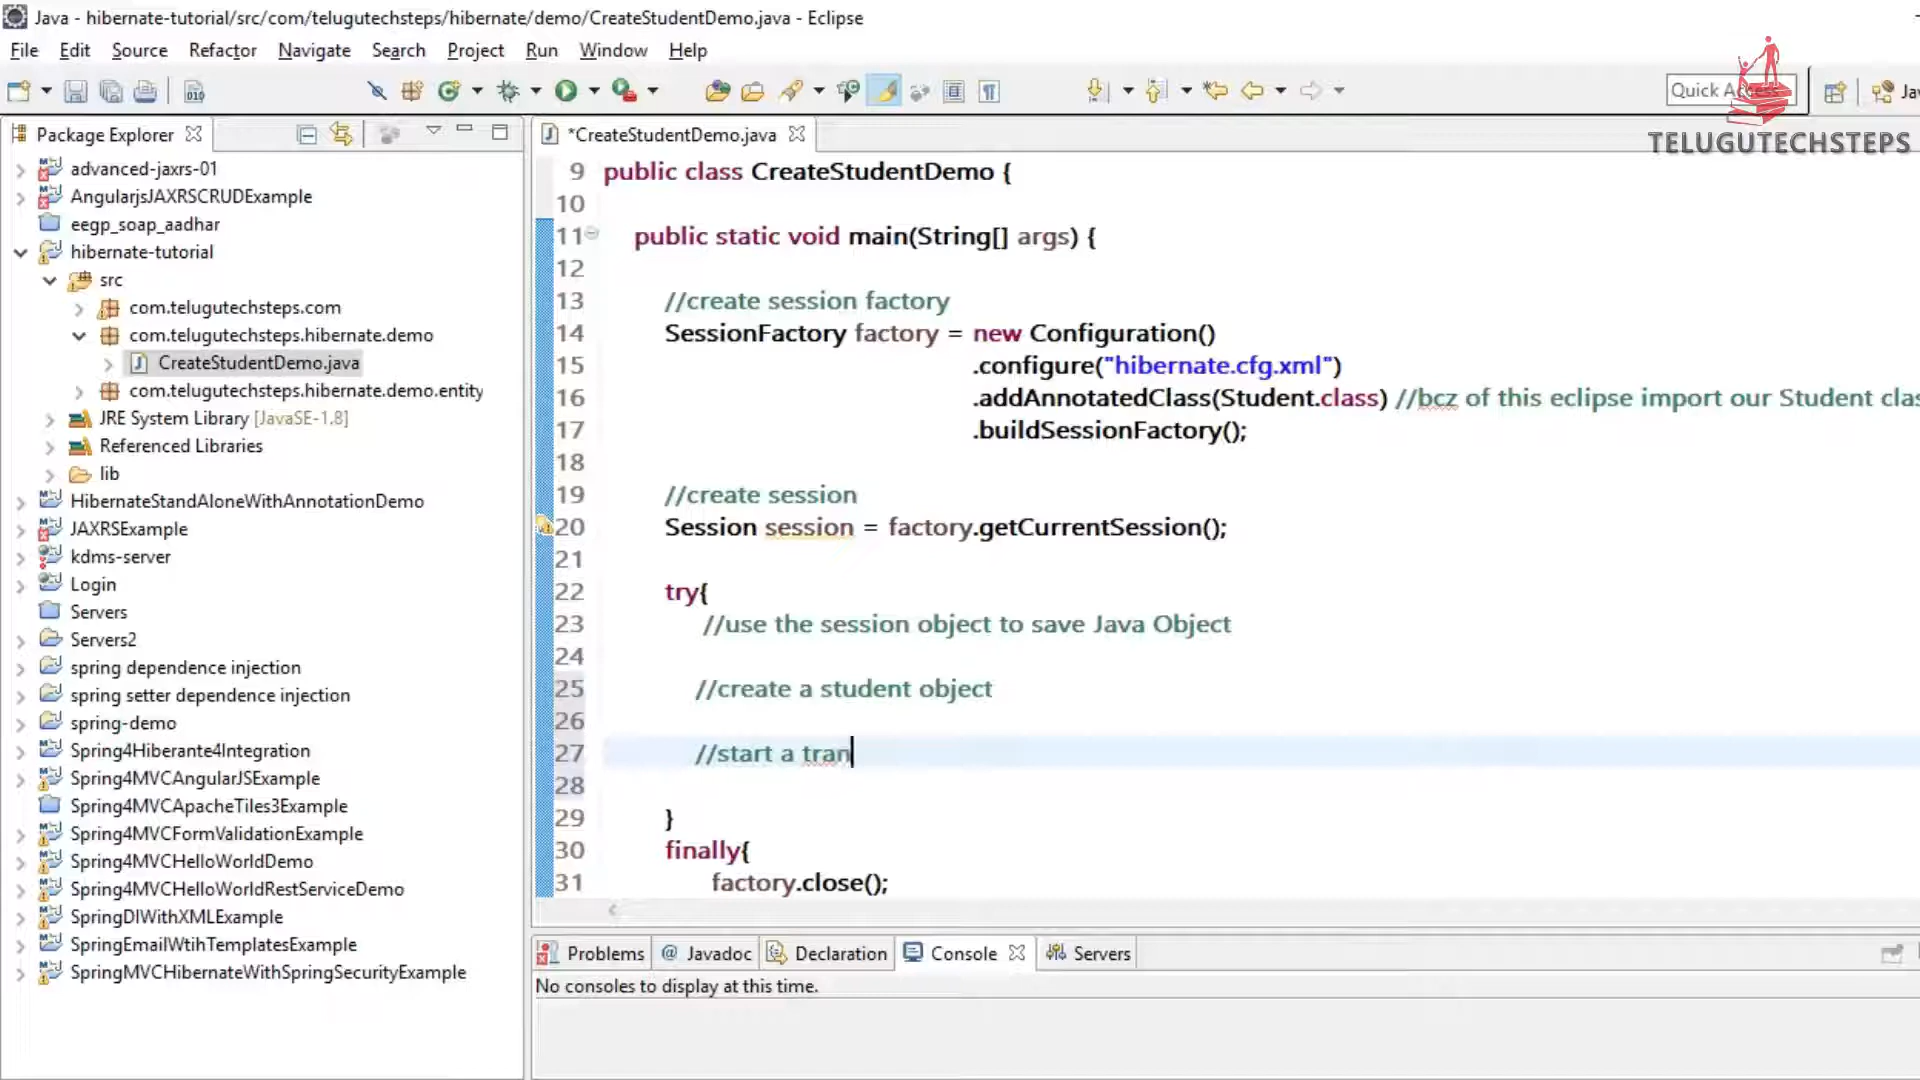 Java - hibernate-tutorial/src/com/telugutechsteps/hibernate/demo/CreateStudentDemo.java - Eclipse
File Edit Source Refactor Navigate Search Project Run Window Help
Quick
TELUGUTECHSTEPS
Package Explorer
advanced-jaxrs-01
AngularjsJAXRSCRUDExample
eegp_soap_aadhar
hibernate-tutorial
src
com.telugutechsteps.com
com.telugutechsteps.hibernate.demo
CreateStudentDemo.java
com.telugutechsteps.hibernate.demo.entity
JRE System Library [JavaSE-1.8]
Referenced Libraries
lib
HibernateStandAloneWithAnnotationDemo
JAXRSExample
kdms-server
Login
Servers
Servers2
spring dependence injection
spring setter dependence injection
spring-demo
Spring4Hiberante4Integration
Spring4MVCAngularJSExample
Spring4MVCApacheTiles3Example
Spring4MVCFormValidationExample
Spring4MVCHelloWorldDemo
Spring4MVCHelloWorldRestServiceDemo
SpringDIWithXMLExample
SpringEmailWtihTemplatesExample
SpringMVCHibernateWithSpringSecurityExample
*CreateStudentDemo.java
9 public class CreateStudentDemo {
10
11 public static void main(String[] args) {
12
13 //create session factory
14 SessionFactory factory = new Configuration()
15 .configure("hibernate.cfg.xml")
16 .addAnnotatedClass(Student.class) //bcz of this eclipse import our Student clas
17 .buildSessionFactory();
18
19 //create session
20 Session session = factory.getCurrentSession();
21
22 try{
23 //use the session object to save Java Object
24
25 //create a student object
26
27 //start a tran
28
29 }
30 finally{
31 factory.close();
Problems @ Javadoc Declaration Console Servers
No consoles to display at this time.